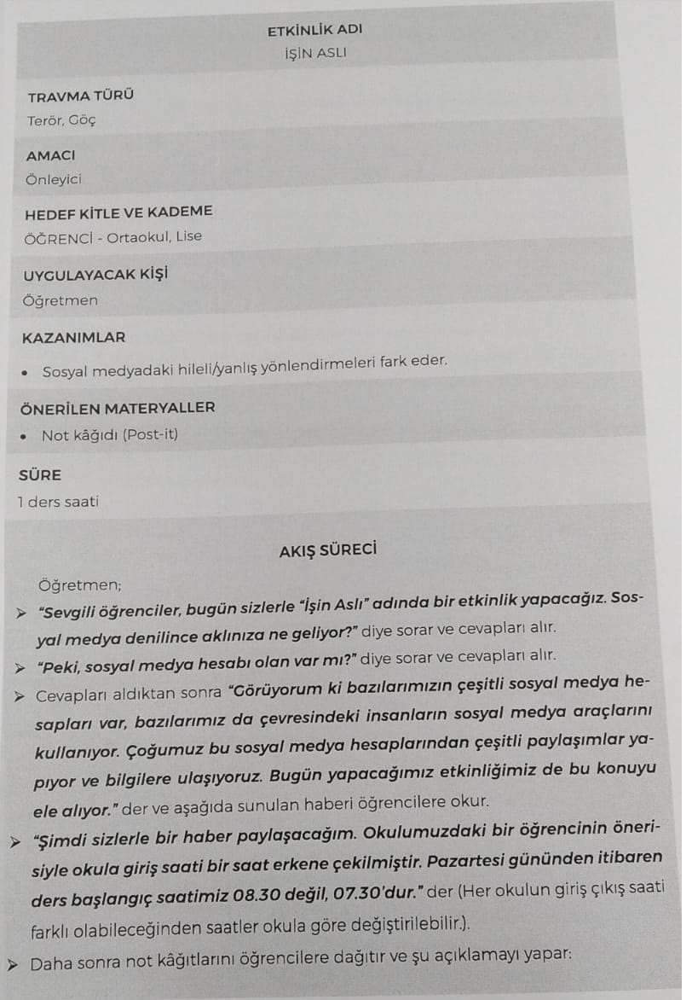 ETKİNLİK ADI
İŞİN ASLI
TRAVMA TÜRÜ
Terör, Göç
AMACI
Önleyici
HEDEF KİTLE VE KADEME
ÖĞRENCİ - Ortaokul, Lise
UYGULAYACAK KİŞİ
Öğretmen
KAZANIMLAR
• Sosyal medyadaki hileli/yanlış yönlendirmeleri fark eder.
ÖNERİLEN MATERYALLER
• Not kâğıdı (Post-it)
SÜRE
1 ders saati
AKIŞ SÜRECİ
Öğretmen;
➢ "Sevgili öğrenciler, bugün sizlerle "İşin Aslı" adında bir etkinlik yapacağız. Sos-
yal medya denilince aklınıza ne geliyor?" diye sorar ve cevapları alır.
➢ "Peki, sosyal medya hesabı olan var mı?" diye sorar ve cevapları alır.
➢ Cevapları aldıktan sonra "Görüyorum ki bazılarımızın çeşitli sosyal medya he-
sapları var, bazılarımız da çevresindeki insanların sosyal medya araçlarını
kullanıyor. Çoğumuz bu sosyal medya hesaplarından çeşitli paylaşımlar ya-
pıyor ve bilgilere ulaşıyoruz. Bugün yapacağımız etkinliğimiz de bu konuyu
ele alıyor." der ve aşağıda sunulan haberi öğrencilere okur.
➢ "Şimdi sizlerle bir haber paylaşacağım. Okulumuzdaki bir öğrencinin öneri-
siyle okula giriş saati bir saat erkene çekilmiştir. Pazartesi gününden itibaren
ders başlangıç saatimiz 08.30 değil, 07.30'dur." der (Her okulun giriş çıkış saati
farklı olabileceğinden saatler okula göre değiştirilebilir.).
➢ Daha sonra not kâğıtlarını öğrencilere dağıtır ve şu açıklamayı yapar: